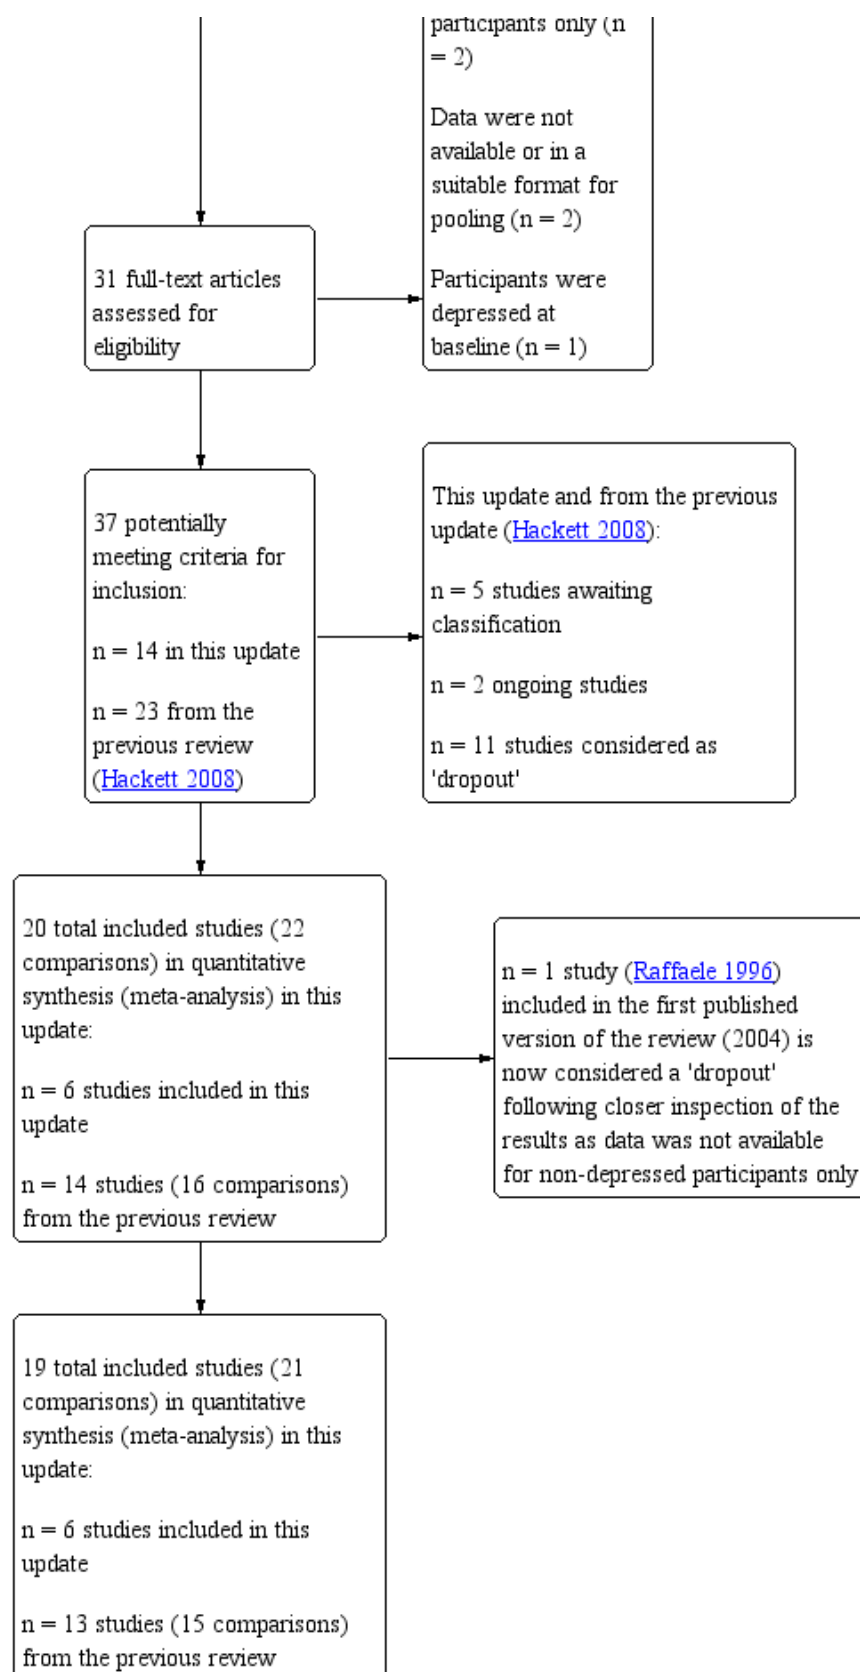 participants only (n
= 2)
Data were not
available or in a
suitable format for
pooling (n = 2)
Participants were
depressed at
baseline (n = 1)
31 full-text articles
assessed for
eligibility
37 potentially
meeting criteria for
inclusion:
n = 14 in this update
n = 23 from the
previous review
(Hackett 2008)
This update and from the previous
update (Hackett 2008):
n = 5 studies awaiting
classification
n = 2 ongoing studies
n = 11 studies considered as
'dropout'
20 total included studies (22
comparisons) in quantitative
synthesis (meta-analysis) in this
update:
n = 6 studies included in this
update
n = 14 studies (16 comparisons)
from the previous review
n = 1 study (Raffaele 1996)
included in the first published
version of the review (2004) is
now considered a 'dropout'
following closer inspection of the
results as data was not available
for non-depressed participants only
19 total included studies (21
comparisons) in quantitative
synthesis (meta-analysis) in this
update:
n = 6 studies included in this
update
n = 13 studies (15 comparisons)
from the previous review